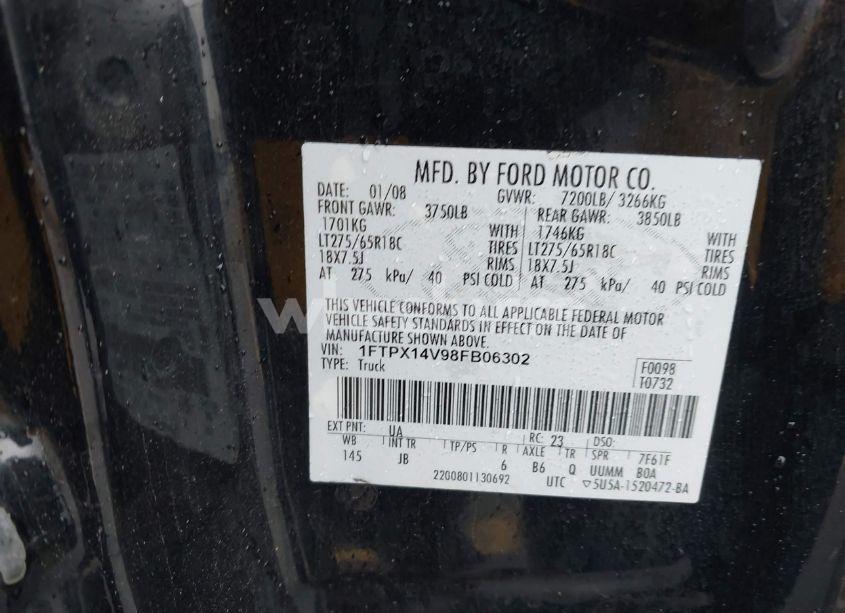 MFD. BY FORD MOTOR CO.
DATE: 01/08 GVWR: 7200LB/ 3266KG
FRONT GAWR: 3750LB REAR GAWR: 3850LB
1701KG WITH 1746KG WITH
LT275/65R18C TIRES LT275/65R18C TIRES
18X7.5J RIMS 18X7.5J RIMS
AT 275 kPa/ 40 PSI COLD AT 275 kPa/ 40 PSI COLD
THIS VEHICLE CONFORMS TO ALL APPLICABLE FEDERAL MOTOR
VEHICLE SAFETY STANDARDS IN EFFECT ON THE DATE OF
MANUFACTURE SHOWN ABOVE.
VIN: 1FTPX14V98FB06302 F0098
TYPE: Truck T0732
EXT PNT: UA RC: 23 DSO:
WB INT TR TP/PS R AXLE TR SPR 7F61F
145 JB 6 B6 Q UUMM BOA
2200801130692 UTC ▽5U5A-1520472-BA